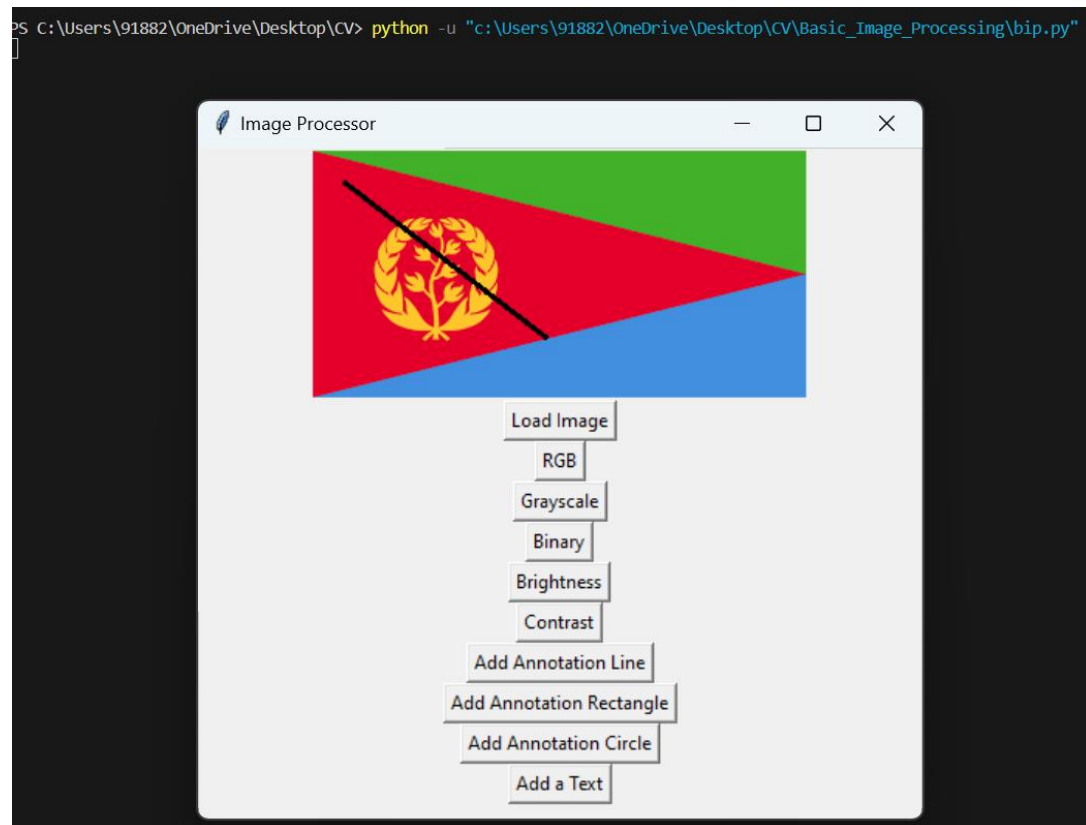 PS C:\Users\91882\OneDrive\Desktop\CV> python -u "c:\Users\91882\OneDrive\Desktop\CV\Basic_Image_Processing\bip.py"
Image Processor
Load Image
RGB
Grayscale
Binary
Brightness
Contrast
Add Annotation Line
Add Annotation Rectangle
Add Annotation Circle
Add a Text